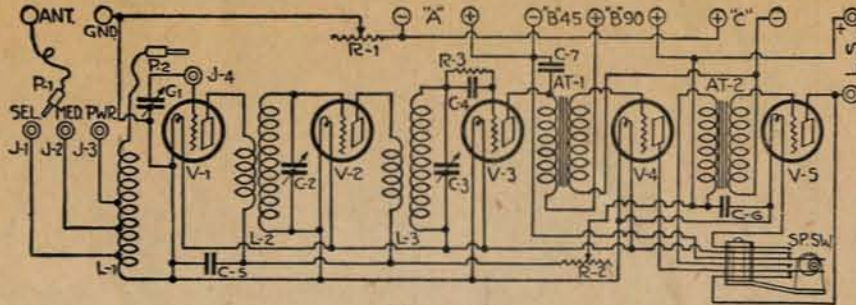 ANT. GND. "A" "B"45 "B"90 "C"
R-1
P-1 P-2 J-4 C-1 R-3 C-4 C-7 AT-1 AT-2
SEL. MED. PWR.
J-1 J-2 J-3 C-2 C-3
V-1 V-2 V-3 V-4 V-5
L-1 L-2 L-3 C-5 R-2 C-6 SP.SW.